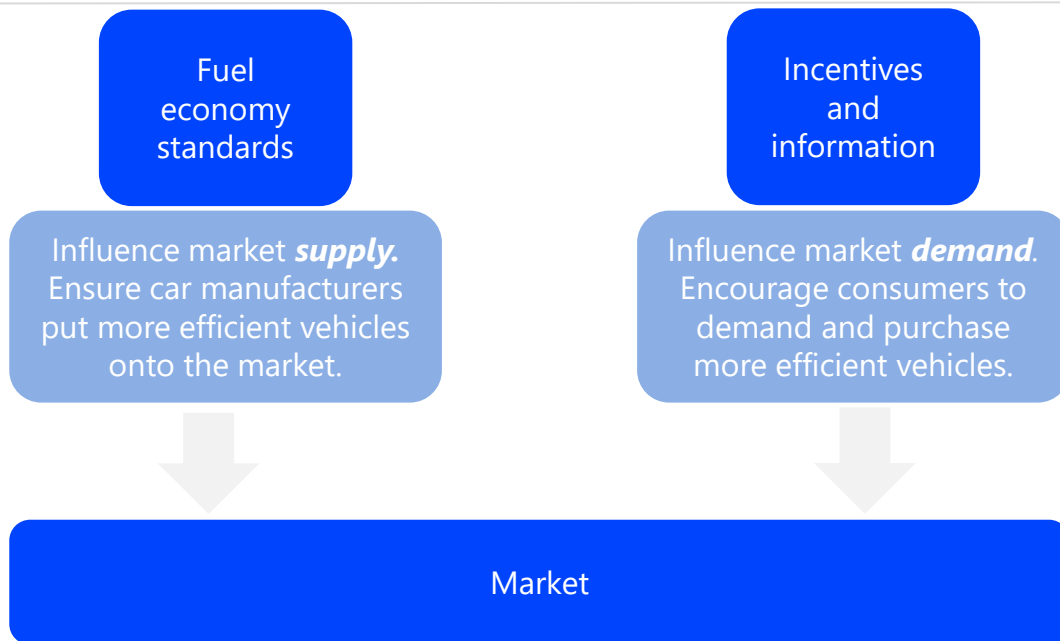 Fuel
economy
standards
Influence market supply.
Ensure car manufacturers
put more efficient vehicles
onto the market.
Incentives
and
information
Influence market demand.
Encourage consumers to
demand and purchase
more efficient vehicles.
Market